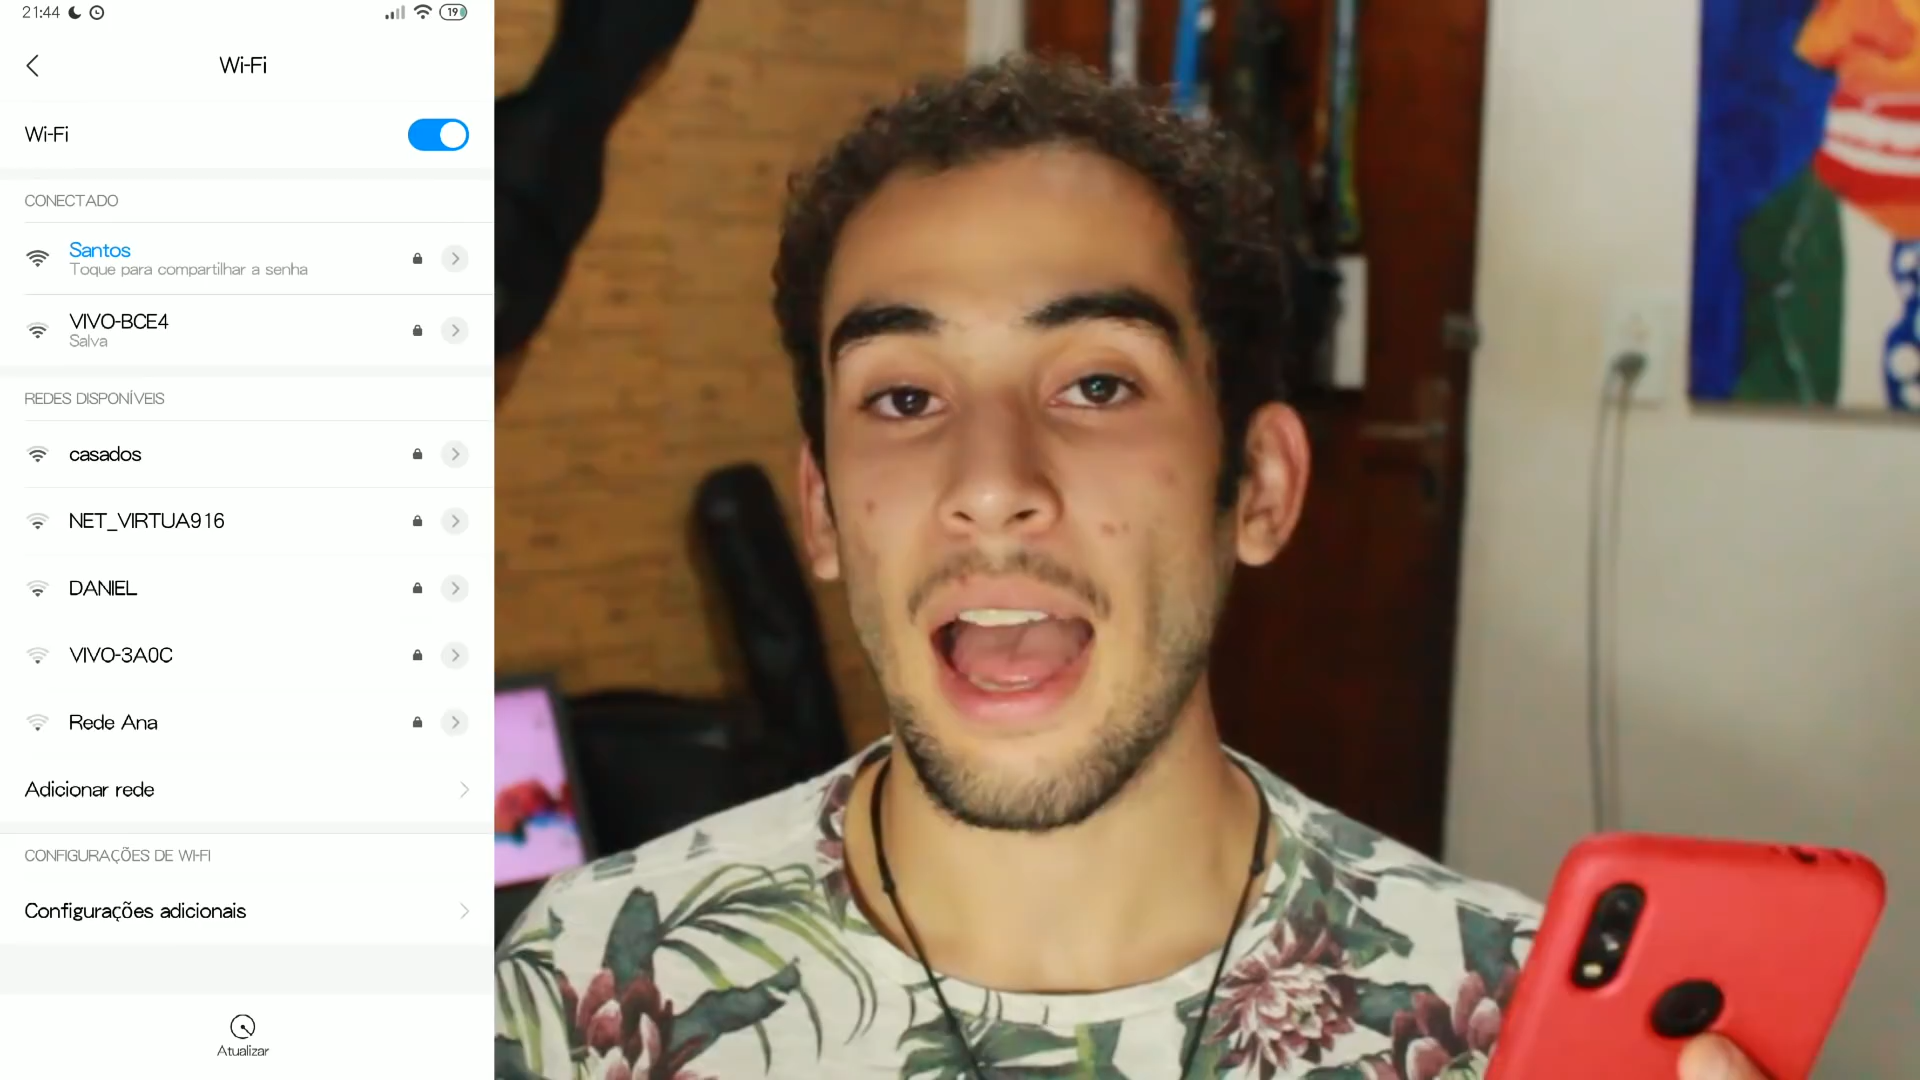 21:44
19
Wi-Fi
Wi-Fi
CONECTADO
Santos
Toque para compartilhar a senha
VIVO-BCE4
Salva
REDES DISPONÍVEIS
casados
NET_VIRTUA916
DANIEL
VIVO-3A0C
Rede Ana
Adicionar rede
CONFIGURAÇÕES DE WI-FI
Configurações adicionais
Atualizar